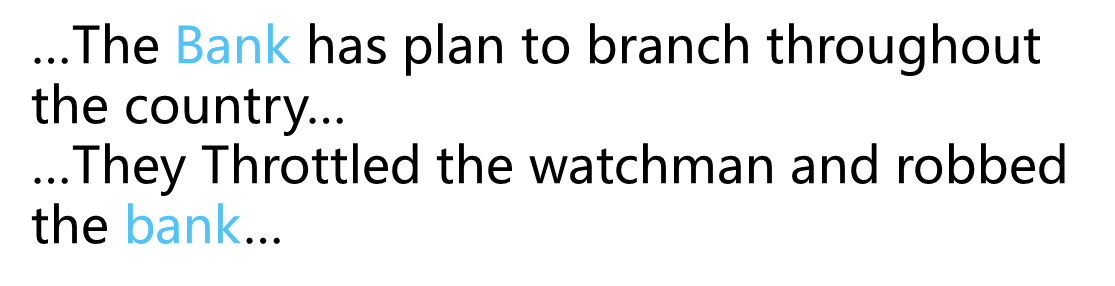 ...The Bank has plan to branch throughout
the country...
...They Throttled the watchman and robbed
the bank...